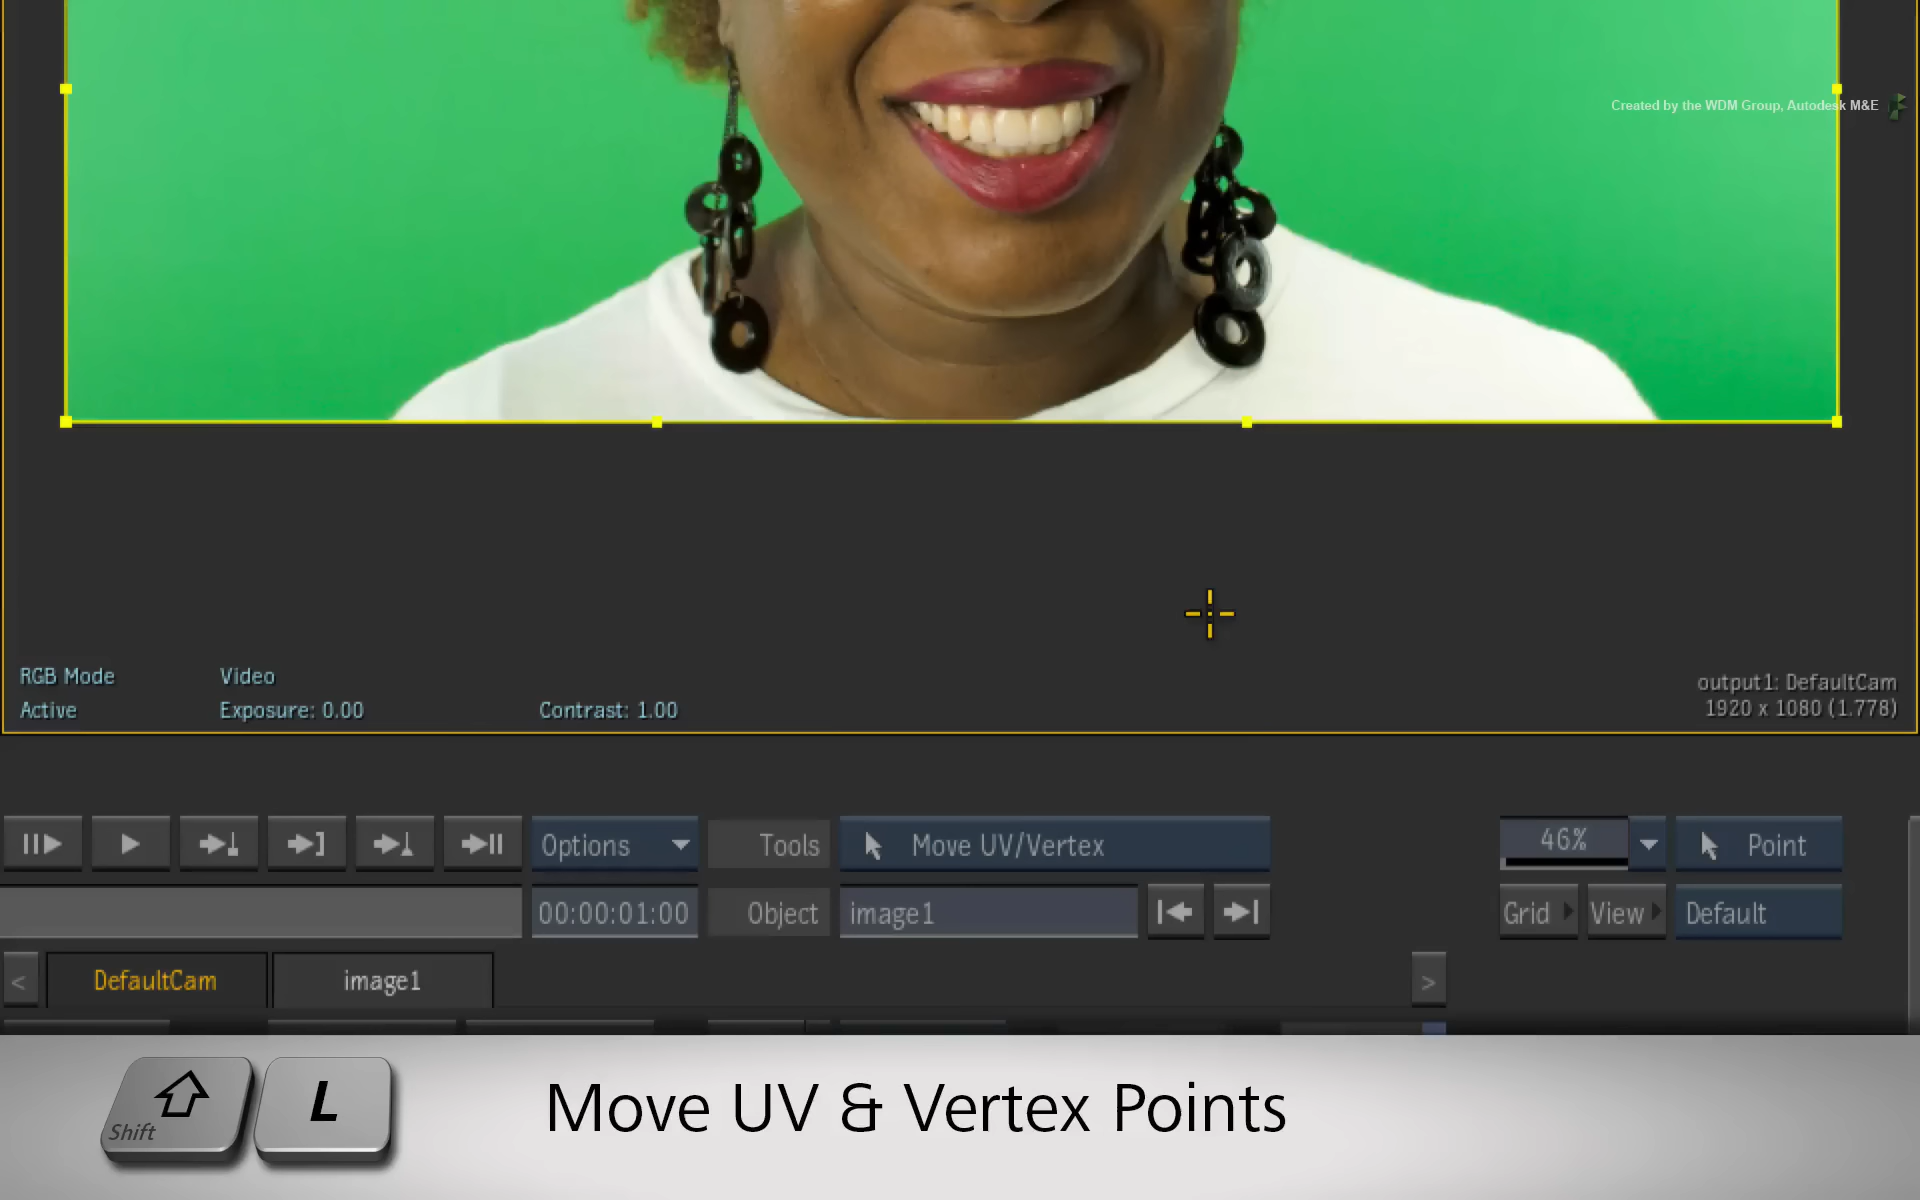 Created by the WDM Group, Autodesk M&E
RGB Mode Video
Active Exposure: 0.00 Contrast: 1.00
output1: DefaultCam
1920 x 1080 (1.778)
Options Tools Move UV/Vertex 46% Point
00:00:01:00 Object image1 Grid View Default
< DefaultCam image1 >
Shift L Move UV & Vertex Points